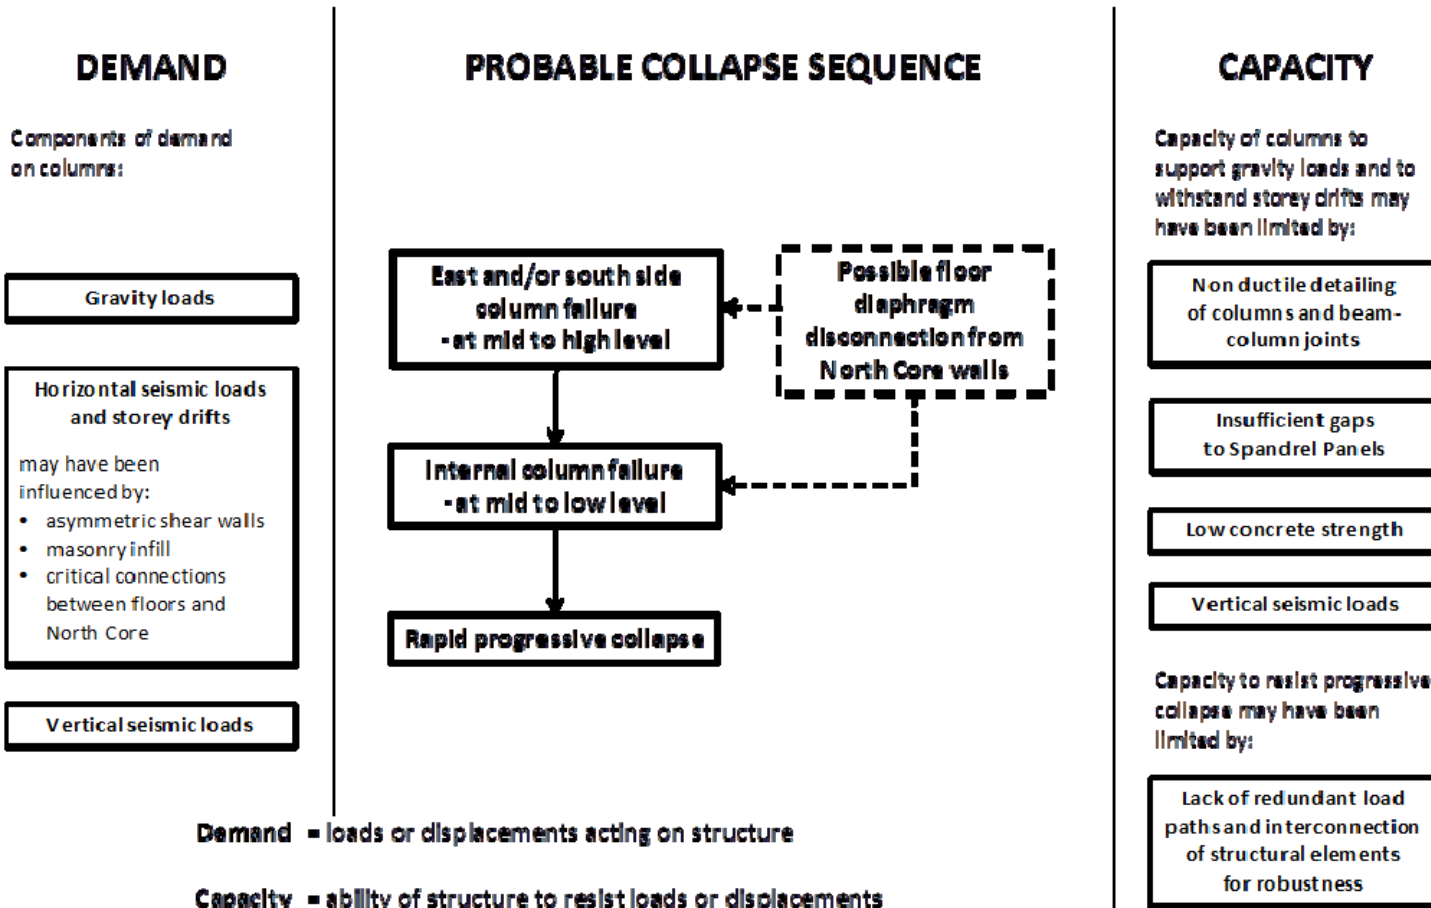 DEMAND
Components of demand
on columns:
Gravity loads
Horizontal seismic loads
and storey drifts
may have been
influenced by:
• asymmetric shear walls
• masonry infill
• critical connections
between floors and
North Core
Vertical seismic loads
PROBABLE COLLAPSE SEQUENCE
East and/or south side
column failure
- at mid to high level
Possible floor
diaphragm
disconnection from
North Core walls
Internal column failure
- at mid to low level
Rapid progressive collapse
CAPACITY
Capacity of columns to
support gravity loads and to
withstand storey drifts may
have been limited by:
Non ductile detailing
of columns and beam-
column joints
Insufficient gaps
to Spandrel Panels
Low concrete strength
Vertical seismic loads
Capacity to resist progressive
collapse may have been
limited by:
Lack of redundant load
paths and interconnection
of structural elements
for robustness
Demand = loads or displacements acting on structure
Capacity = ability of structure to resist loads or displacements